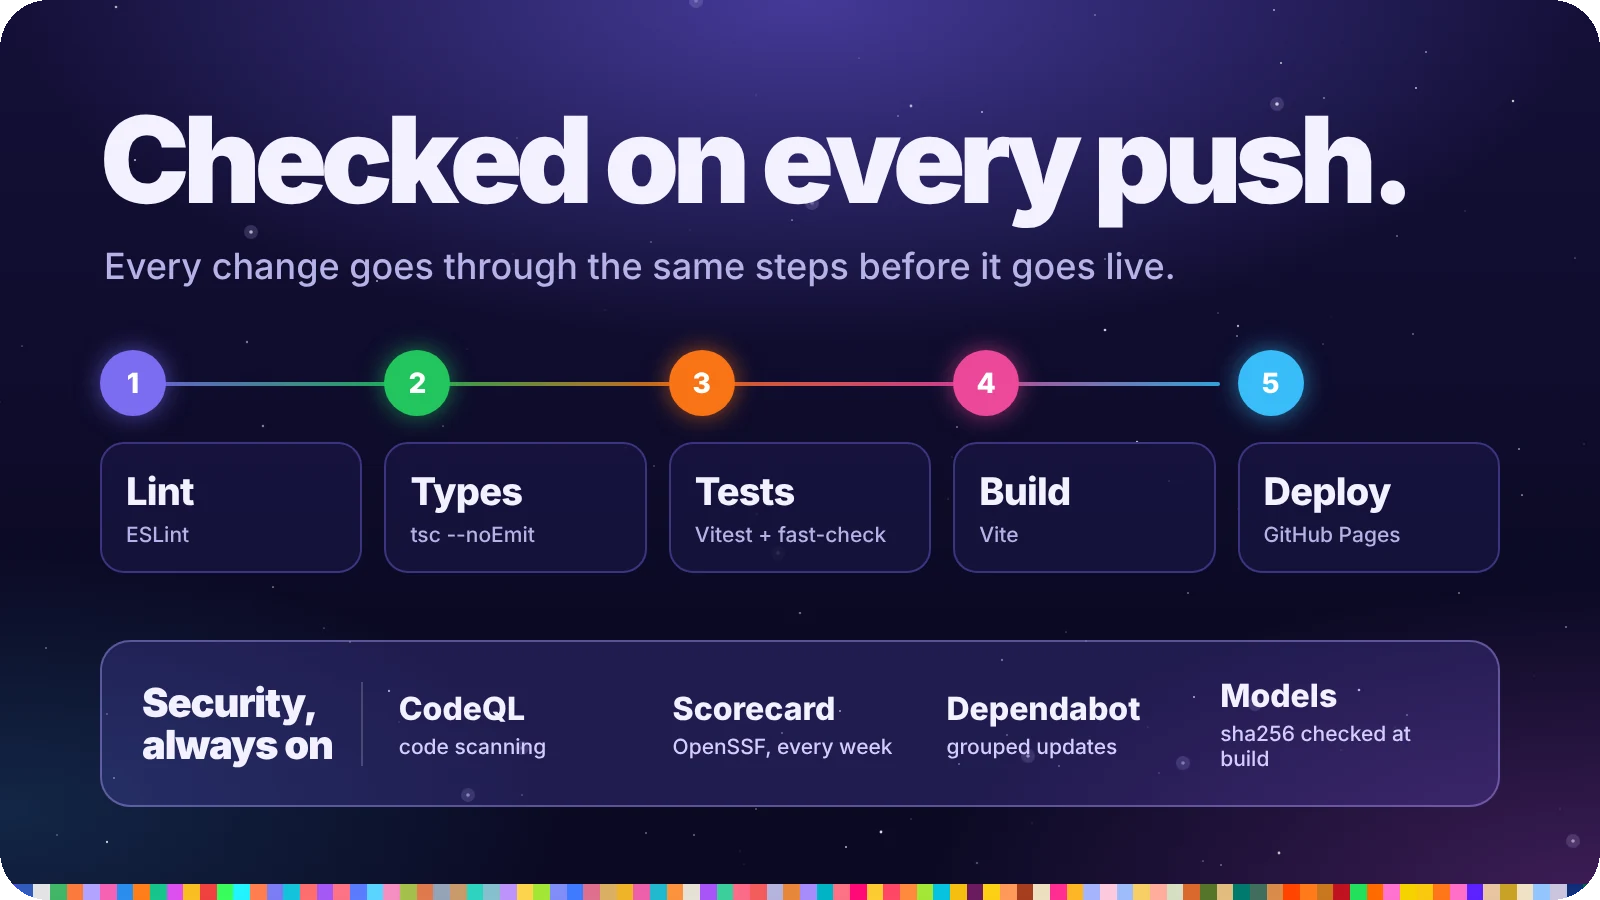 Checked on every push.
Every change goes through the same steps before it goes live.
1
2
3
4
5
Lint
ESLint
Types
tsc --noEmit
Tests
Vitest + fast-check
Build
Vite
Deploy
GitHub Pages
Security,
always on
CodeQL
code scanning
Scorecard
OpenSSF, every week
Dependabot
grouped updates
Models
sha256 checked at
build